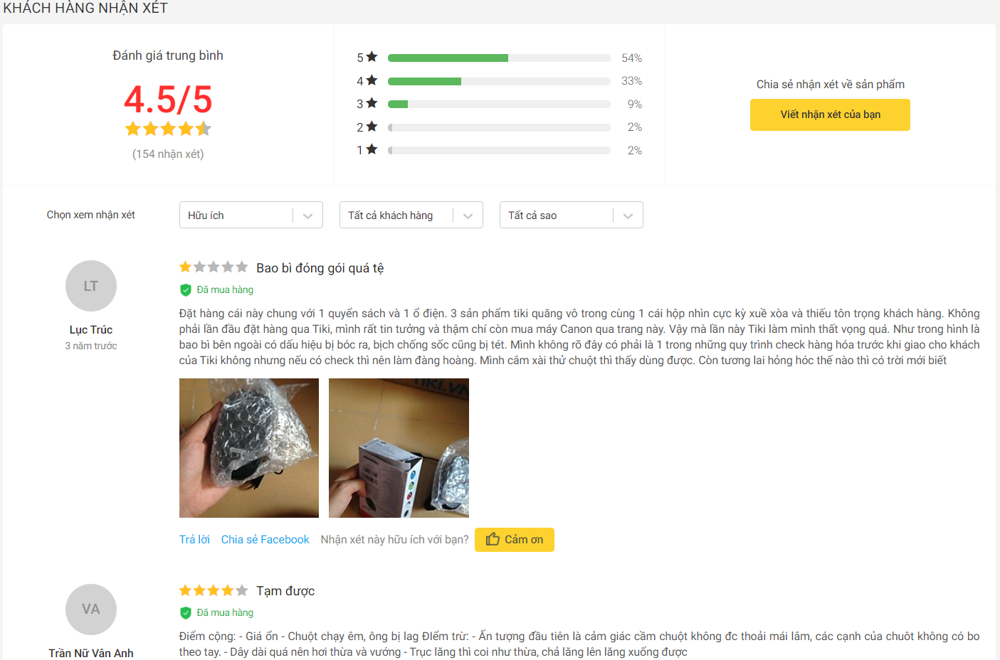 KHÁCH HÀNG NHẬN XÉT
Đánh giá trung bình
4.5/5
(154 nhận xét)
5 54%
4 33%
3 9%
2 2%
1 2%
Chia sẻ nhận xét về sản phẩm
Viết nhận xét của bạn
Chọn xem nhận xét
Hữu ích
Tất cả khách hàng
Tất cả sao
LT
Lục Trúc
3 năm trước
Bao bì đóng gói quá tệ
Đã mua hàng
Đặt hàng cái này chung với 1 quyển sách và 1 ổ điện. 3 sản phẩm tiki quăng vô trong cùng 1 cái hộp nhìn cực kỳ xuề xòa và thiếu tôn trọng khách hàng. Không
phải lần đầu đặt hàng qua Tiki, mình rất tin tưởng và thậm chí còn mua máy Canon qua trang này. Vậy mà lần này Tiki làm mình thất vọng quá. Như trong hình là
bao bì bên ngoài có dấu hiệu bị bóc ra, bịch chống sốc cũng bị tét. Mình không rõ đây có phải là 1 trong những quy trình check hàng hóa trước khi giao cho khách
của Tiki không nhưng nếu có check thì nên làm đàng hoàng. Mình cắm xài thử chuột thì thấy dùng được. Còn tương lai hỏng hóc thế nào thì có trời mới biết
TIKI.VN
Trả lời
Chia sẻ Facebook
Nhận xét này hữu ích với bạn?
Cảm ơn
VA
Trần Nữ Vân Anh
Tạm được
Đã mua hàng
Điểm cộng: - Giá ổn - Chuột chạy êm, ông bị lag ĐIểm trừ: - Ấn tượng đầu tiên là cảm giác cầm chuột không đc thoải mái lắm, các cạnh của chuôt không có bo
theo tay. - Dây dài quá nên hơi thừa và vướng - Trục lăng thì coi như thừa, chả lăng lên lăng xuống được